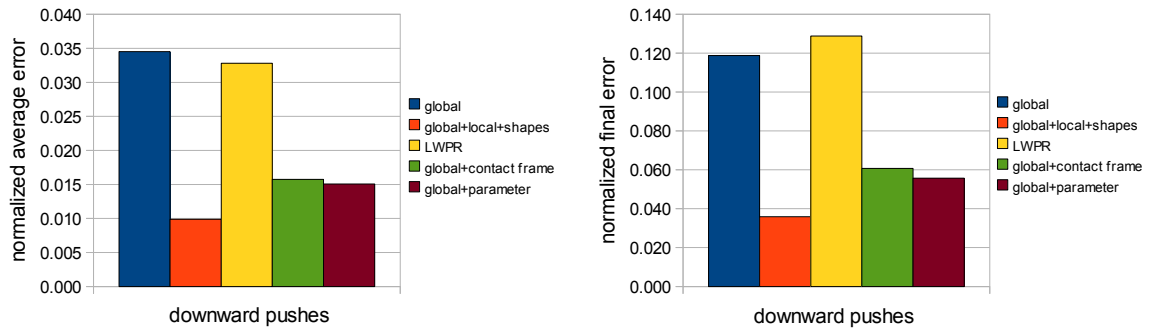 normalized average error
0.040
0.035
0.030
0.025
0.020
0.015
0.010
0.005
0.000
downward pushes
global
global+local+shapes
LWPR
global+contact frame
global+parameter
normalized final error
0.140
0.120
0.100
0.080
0.060
0.040
0.020
0.000
downward pushes
global
global+local+shapes
LWPR
global+contact frame
global+parameter